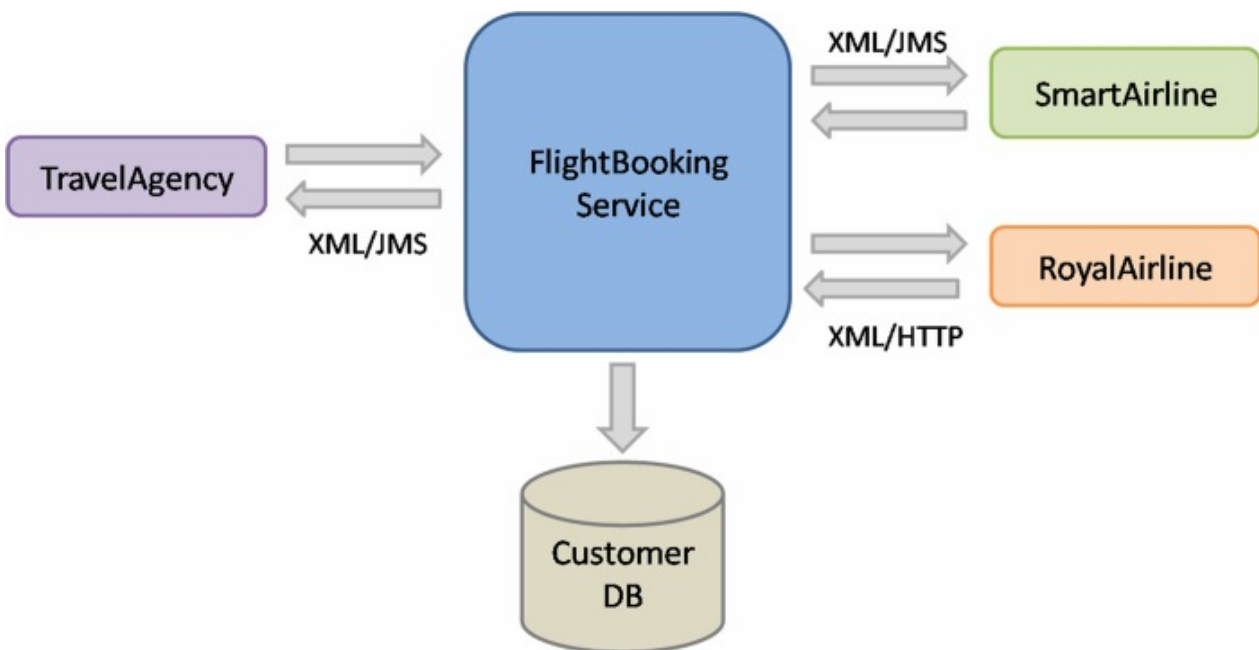 XML/JMS
SmartAirline
FlightBooking
Service
TravelAgency
XML/JMS
RoyalAirline
XML/HTTP
Customer
DB